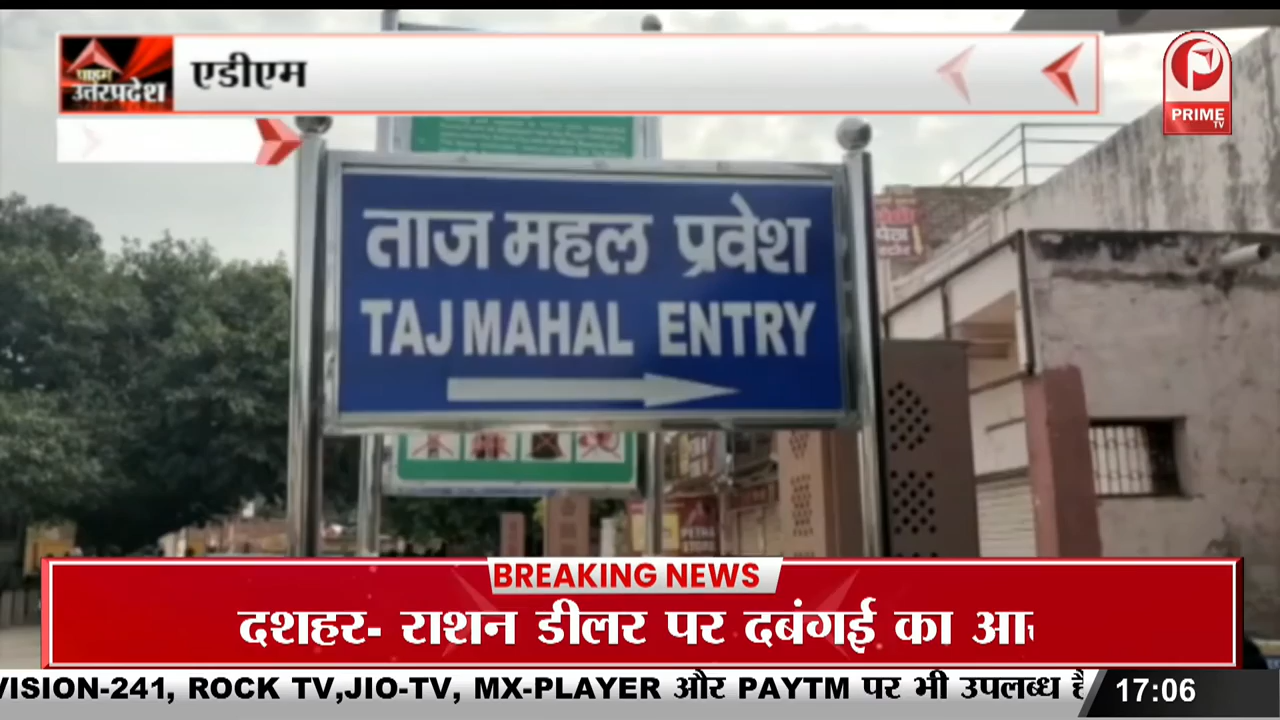 प्राइम
उत्तरप्रदेश
एडीएम
PRIME
TV
ताज महल प्रवेश
TAJ MAHAL ENTRY
PETHA
BREAKING NEWS
दशहर- राशन डीलर पर दबंगई का
VISION-241, ROCK TV,JIO-TV, MX-PLAYER और PAYTM पर भी उपलब्ध
17:06